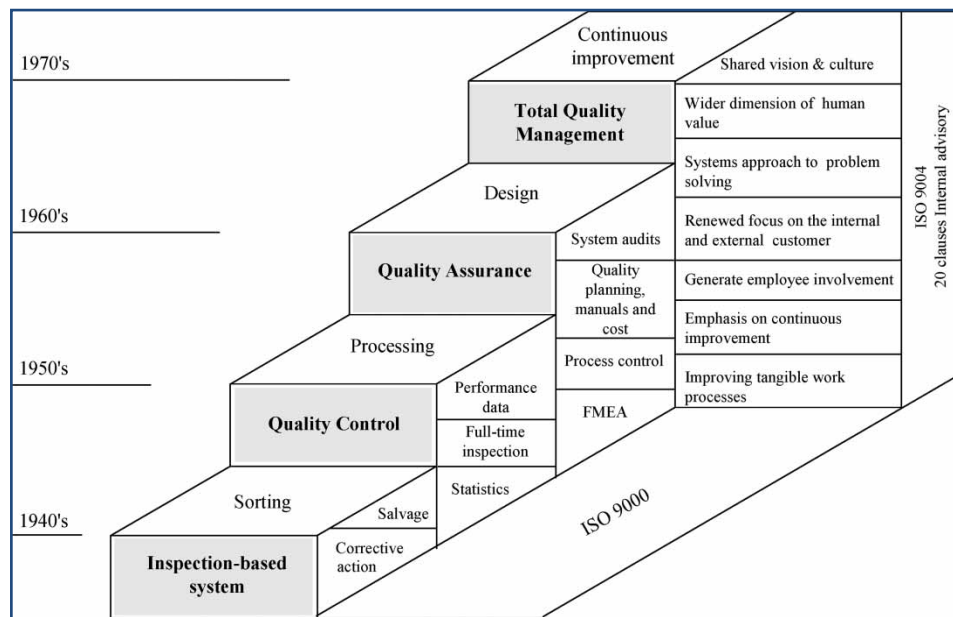 Continuous
improvement
1970's
Shared vision & culture
Total Quality
Management
Wider dimension of human
value
Systems approach to problem
solving
Design
1960's
System audits
Renewed focus on the internal
and external customer
Quality Assurance
Quality
planning,
manuals and
cost
Generate employee involvement
Emphasis on continuous
improvement
Processing
Process control
1950's
Performance
data
Improving tangible work
processes
Quality Control
Full-time
inspection
FMEA
Sorting
Statistics
Salvage
1940's
Corrective
action
Inspection-based
system
ISO 9000
ISO 9004
20 clauses Internal advisory